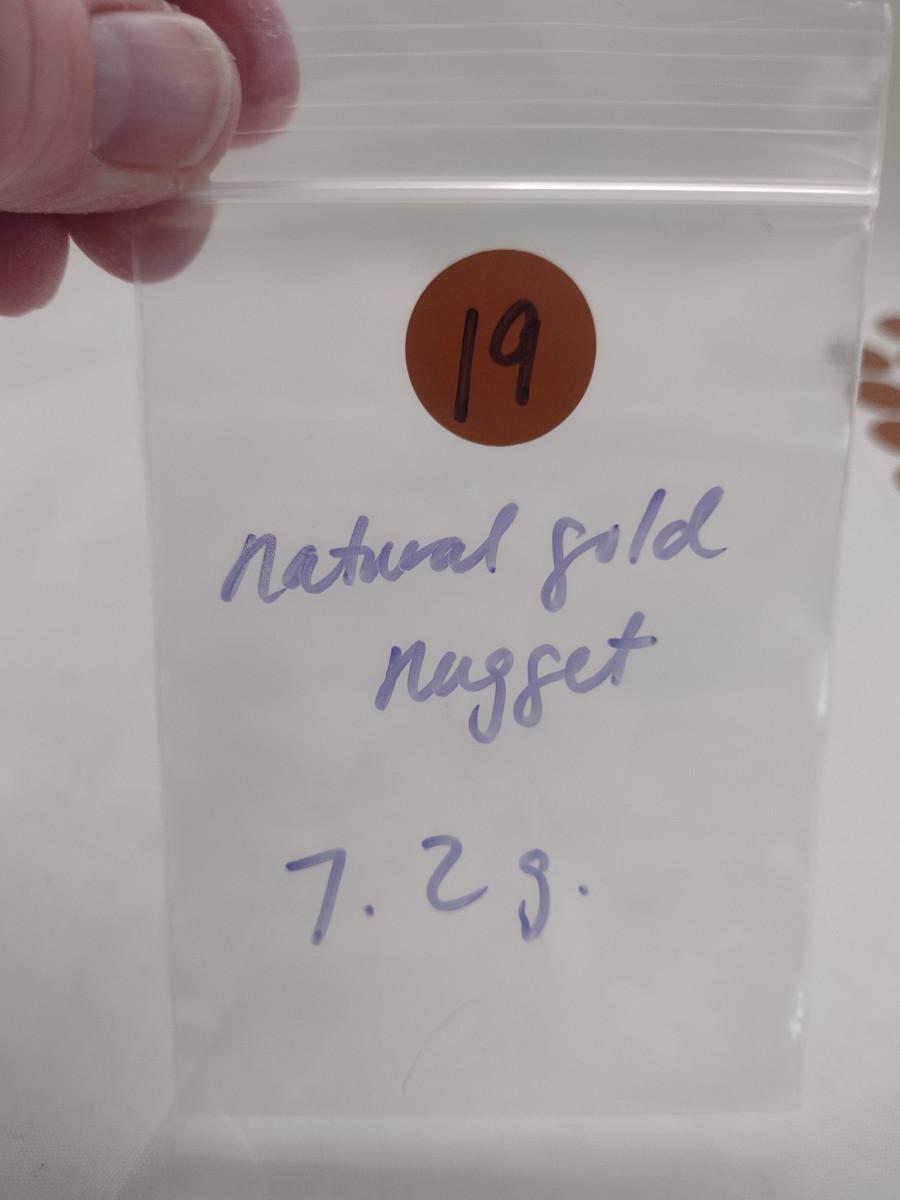 19
natural gold
nugget
7.2g.